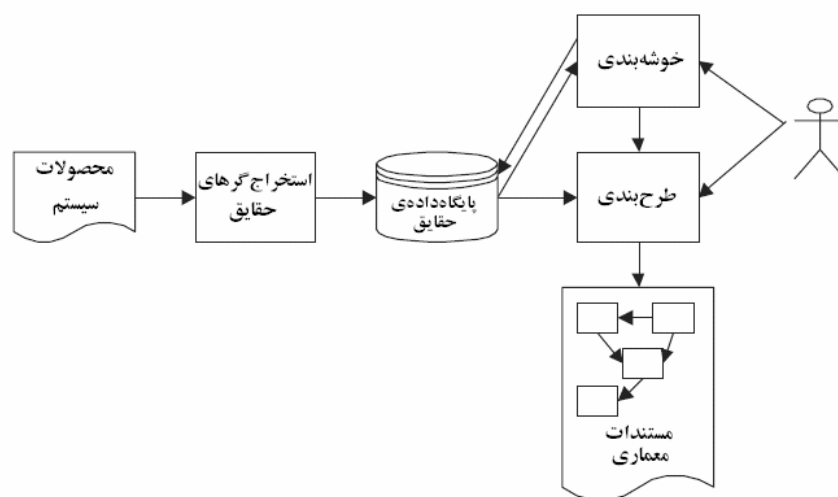 خوشه‌بندی
محصولات
سیستم
استخراج‌گرهای
حقایق
پایگاه‌داده‌ی
حقایق
طرح‌بندی
مستندات
معماری